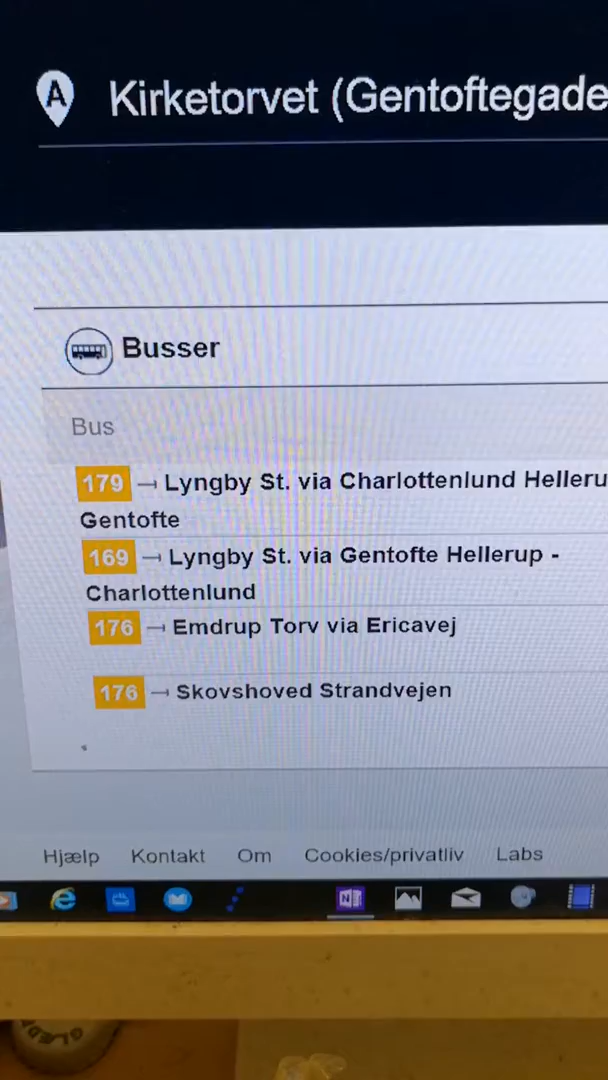 A Kirketorvet (Gentoftegade
Busser
Bus
179 → Lyngby St. via Charlottenlund Helleru
Gentofte
169 → Lyngby St. via Gentofte Hellerup -
Charlottenlund
176 → Emdrup Torv via Ericavej
176 → Skovshoved Strandvejen
Hjælp Kontakt Om Cookies/privatliv Labs
N